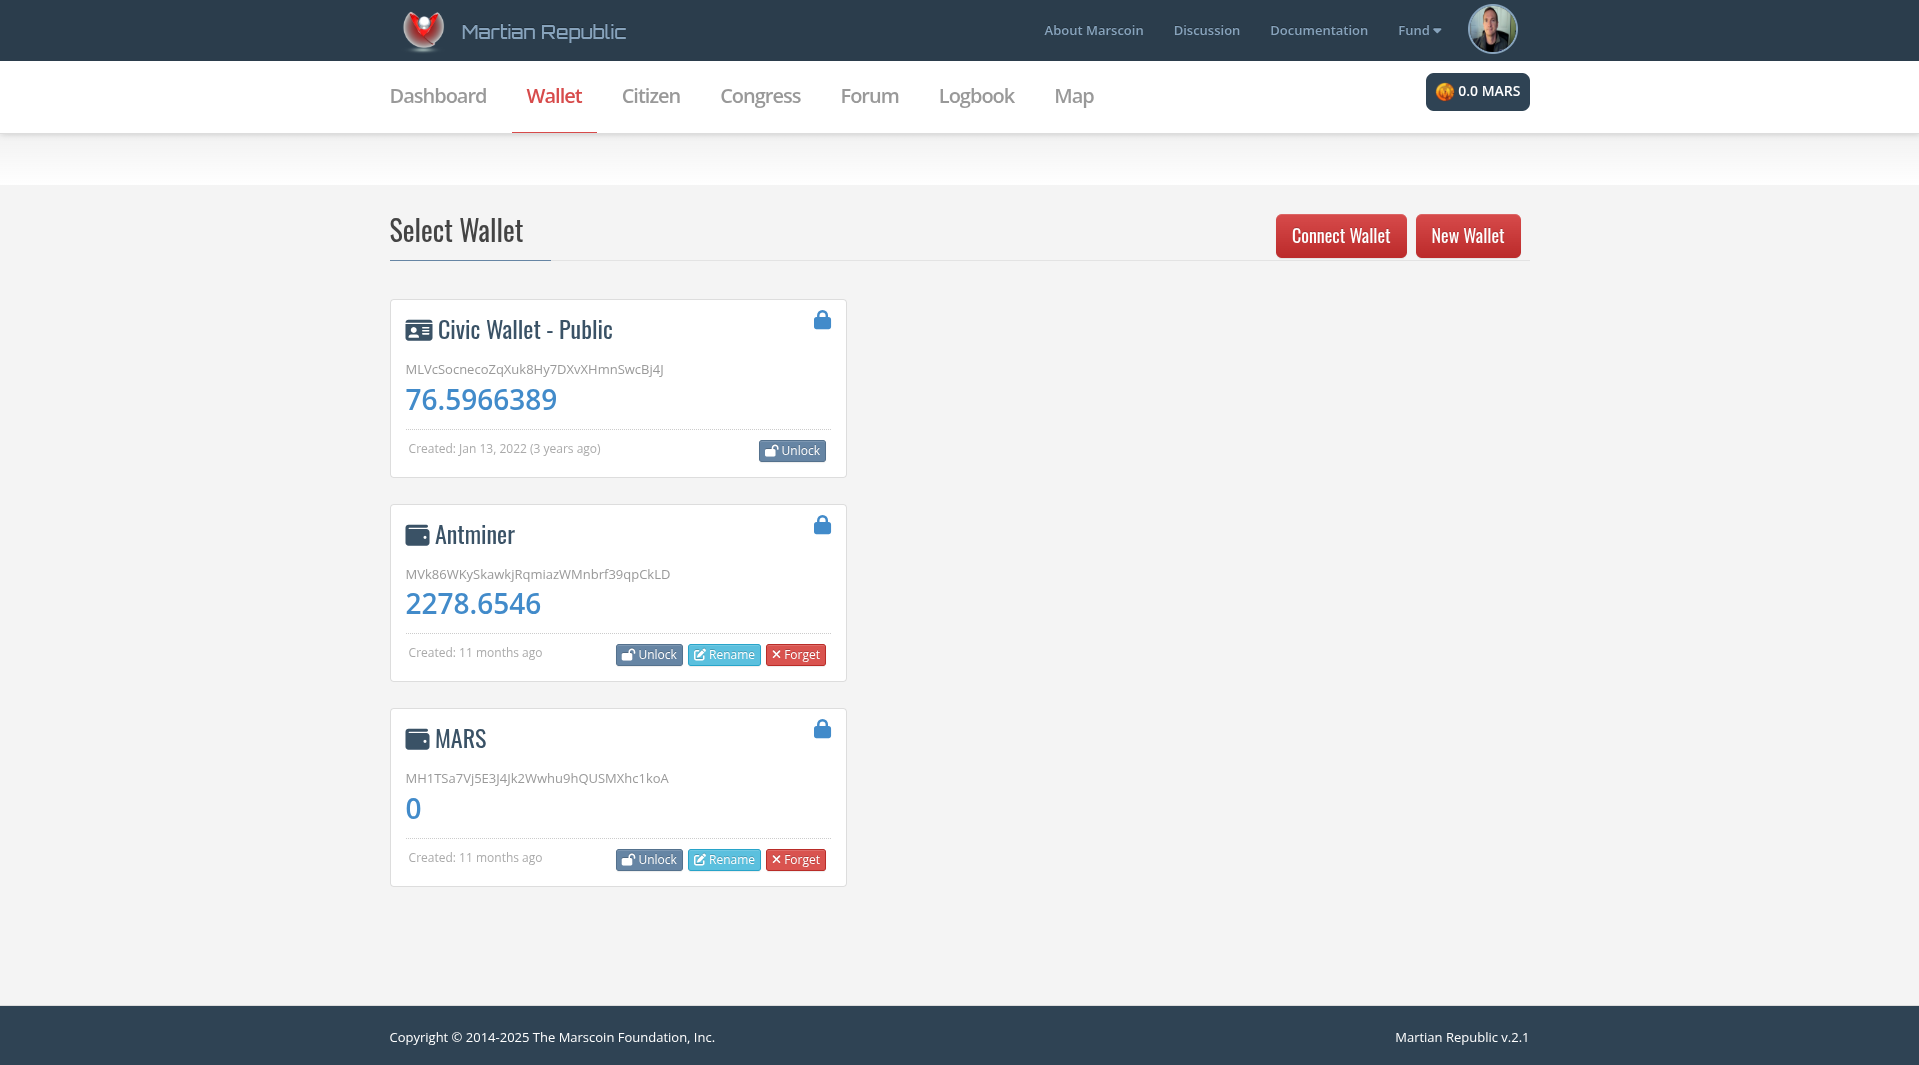 Martian Republic
About Marscoin Discussion Documentation Fund
Dashboard Wallet Citizen Congress Forum Logbook Map
0.0 MARS
Select Wallet
Connect Wallet New Wallet
Civic Wallet - Public
MLVcSocnecoZqXuk8Hy7DXvXHmnSwcBj4J
76.5966389
Created: Jan 13, 2022 (3 years ago)
Unlock
Antminer
MVk86WKySkawkjRqmiazWMnbrf39qpCkLD
2278.6546
Created: 11 months ago
Unlock Rename Forget
MARS
MH1TSa7Vj5E3J4Jk2Wwhu9hQUSMXhc1koA
0
Created: 11 months ago
Unlock Rename Forget
Copyright © 2014-2025 The Marscoin Foundation, Inc.
Martian Republic v.2.1